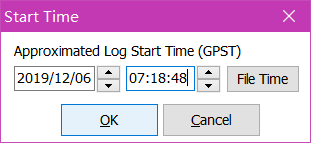 Start Time
Approximated Log Start Time (GPST)
2019/12/06 07:18:48 File Time
OK Cancel